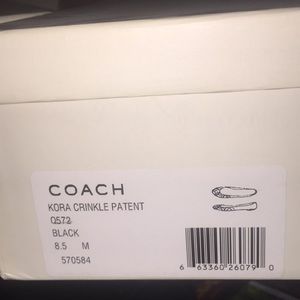 COACH
KORA CRINKLE PATENT
Q572
BLACK
8.5 M
570584
6 63360 26079 0